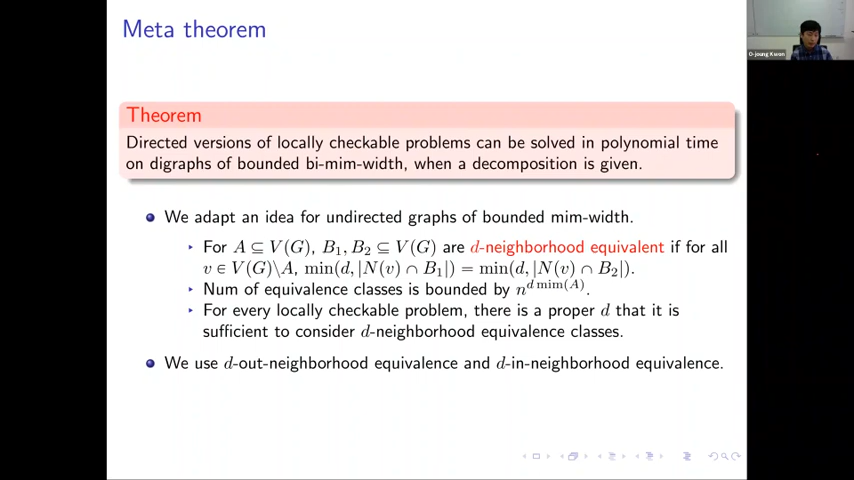 Meta theorem
O-joung Kwon
Theorem
Directed versions of locally checkable problems can be solved in polynomial time
on digraphs of bounded bi-mim-width, when a decomposition is given.
We adapt an idea for undirected graphs of bounded mim-width.
For A ⊆ V(G), B₁, B₂ ⊆ V(G) are d-neighborhood equivalent if for all
v ∈ V(G)\A, min(d, |N(v) ∩ B₁|) = min(d, |N(v) ∩ B₂|).
Num of equivalence classes is bounded by n^{d mim(A)}.
For every locally checkable problem, there is a proper d that it is
sufficient to consider d-neighborhood equivalence classes.
We use d-out-neighborhood equivalence and d-in-neighborhood equivalence.